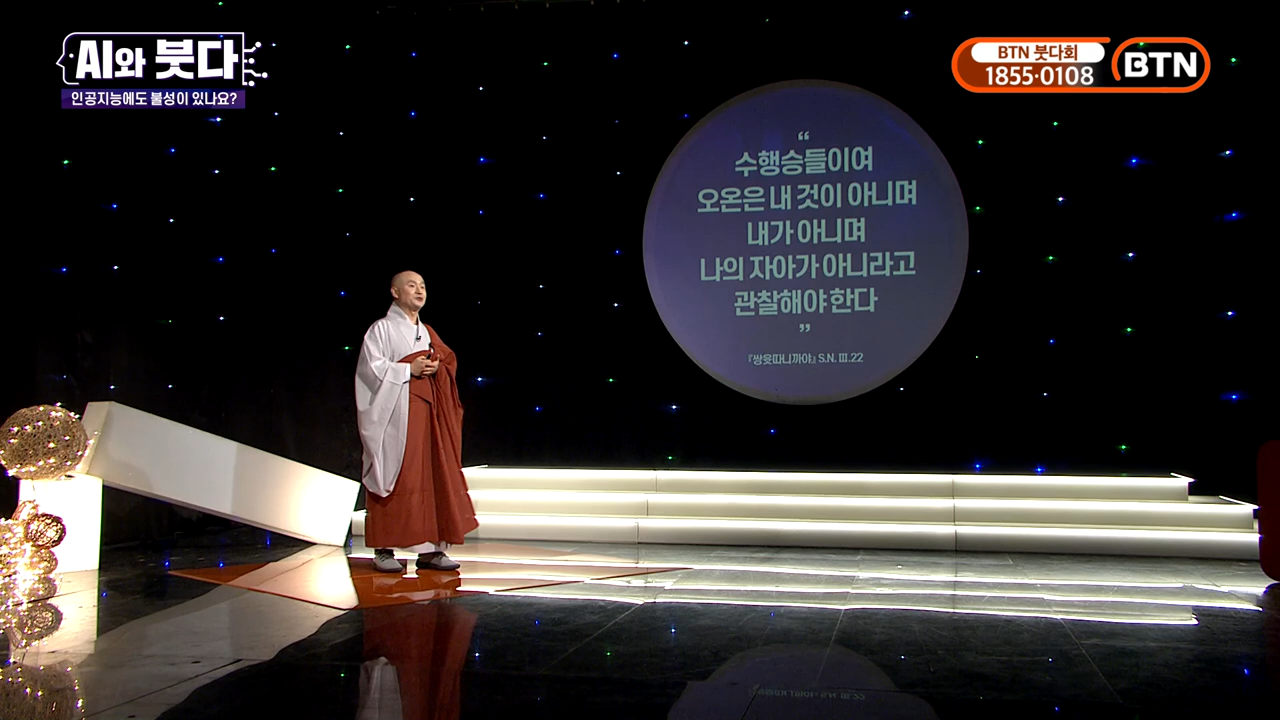 AI와 붓다
인공지능에도 불성이 있나요?
BTN 붓다회
1855·0108
BTN
“
수행승들이여
오온은 내 것이 아니며
내가 아니며
나의 자아가 아니라고
관찰해야 한다
”
『쌍윳따니까야』 S.N. III.22